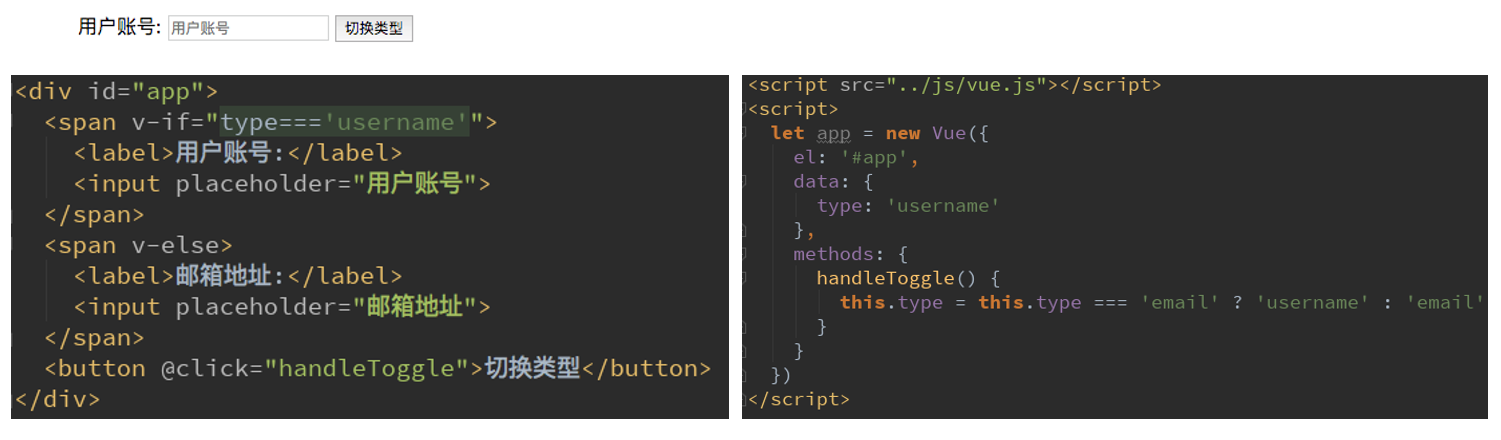 用户账号: 用户账号 切换类型
<div id="app">
<span v-if="type==='username'">
<label>用户账号:</label>
<input placeholder="用户账号">
</span>
<span v-else>
<label>邮箱地址:</label>
<input placeholder="邮箱地址">
</span>
<button @click="handleToggle">切换类型</button>
</div>
<script src="../js/vue.js"></script>
<script>
let app = new Vue({
el: '#app',
data: {
type: 'username'
},
methods: {
handleToggle() {
this.type = this.type === 'email' ? 'username' : 'email'
}
}
})
</script>